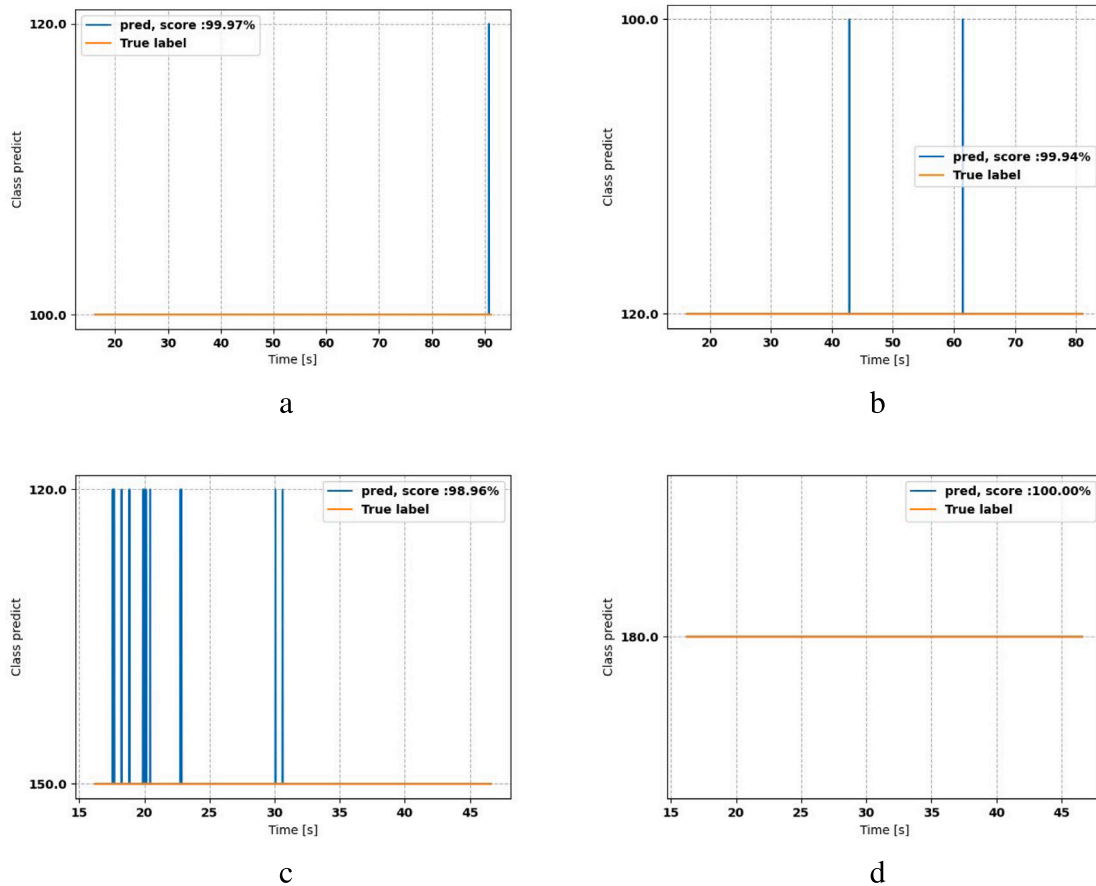 120.0
pred, score :99.97%
True label
Class predict
100.0
20 30 40 50 60 70 80 90
Time [s]
a
100.0
pred, score :99.94%
True label
Class predict
120.0
20 30 40 50 60 70 80
Time [s]
b
120.0
pred, score :98.96%
True label
Class predict
150.0
15 20 25 30 35 40 45
Time [s]
c
pred, score :100.00%
True label
Class predict
180.0
15 20 25 30 35 40 45
Time [s]
d